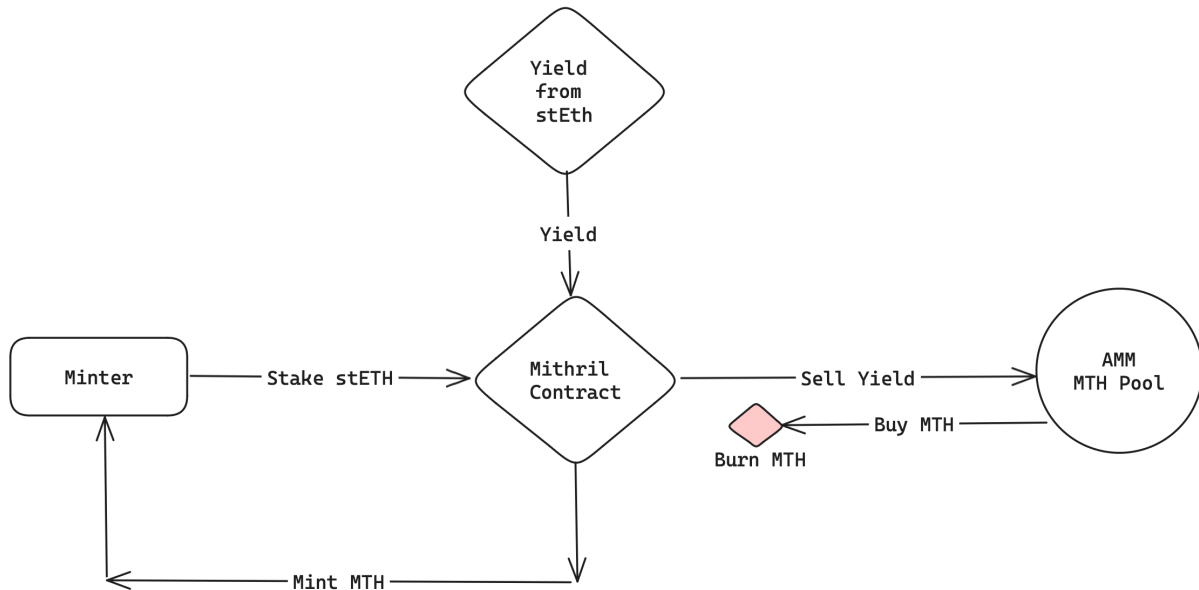 Yield
from
stEth
Yield
Minter
Stake stETH
Mithril
Contract
Sell Yield
AMM
MTH Pool
Buy MTH
Burn MTH
Mint MTH